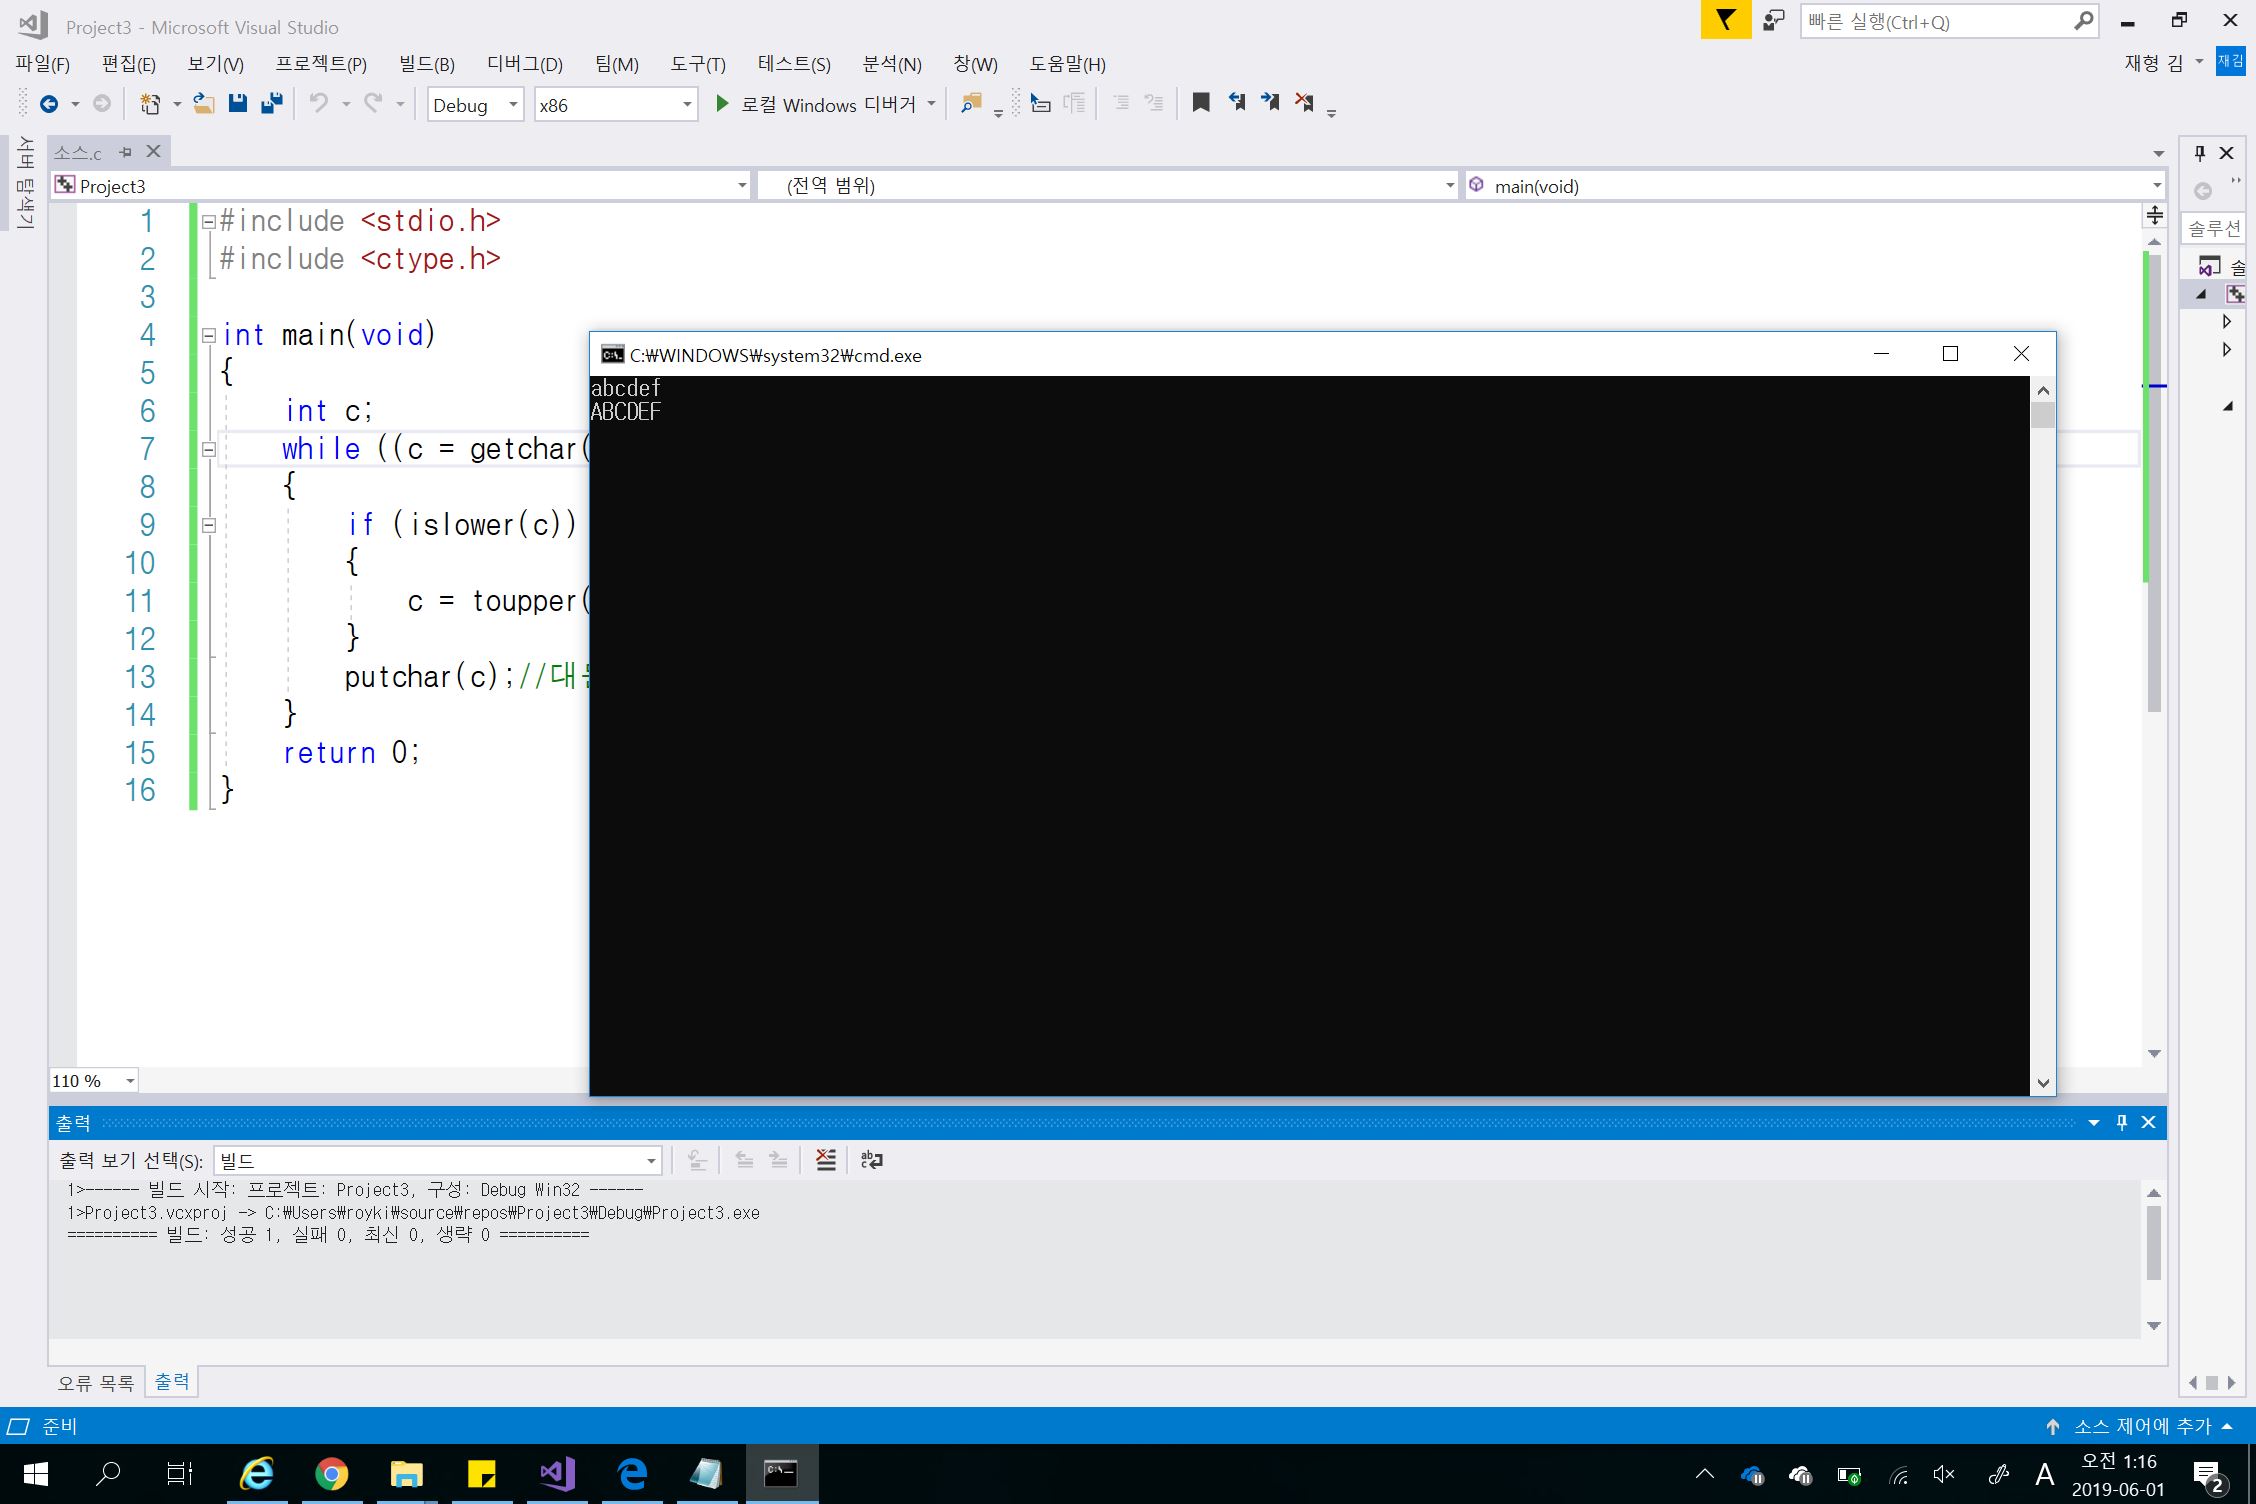 Project3 - Microsoft Visual Studio
빠른 실행(Ctrl+Q)
파일(F) 편집(E) 보기(V) 프로젝트(P) 빌드(B) 디버그(D) 팀(M) 도구(T) 테스트(S) 분석(N) 창(W) 도움말(H)
재형 김
재김
Debug x86 로컬 Windows 디버거
서버 탐색기
소스.c
Project3 (전역 범위) main(void)
솔루션
솔
1 #include <stdio.h>
2 #include <ctype.h>
3
4 int main(void)
5 {
6 int c;
7 while ((c = getchar(
8 {
9 if (islower(c))
10 {
11 c = toupper(
12 }
13 putchar(c);//대
14 }
15 return 0;
16 }
C:₩WINDOWS₩system32₩cmd.exe
abcdef
ABCDEF
110 %
출력
출력 보기 선택(S): 빌드
1>------ 빌드 시작: 프로젝트: Project3, 구성: Debug Win32 ------
1>Project3.vcxproj -> C:₩Users₩royki₩source₩repos₩Project3₩Debug₩Project3.exe
========== 빌드: 성공 1, 실패 0, 최신 0, 생략 0 ==========
오류 목록 출력
준비
소스 제어에 추가
A
오전 1:16
2019-06-01
2